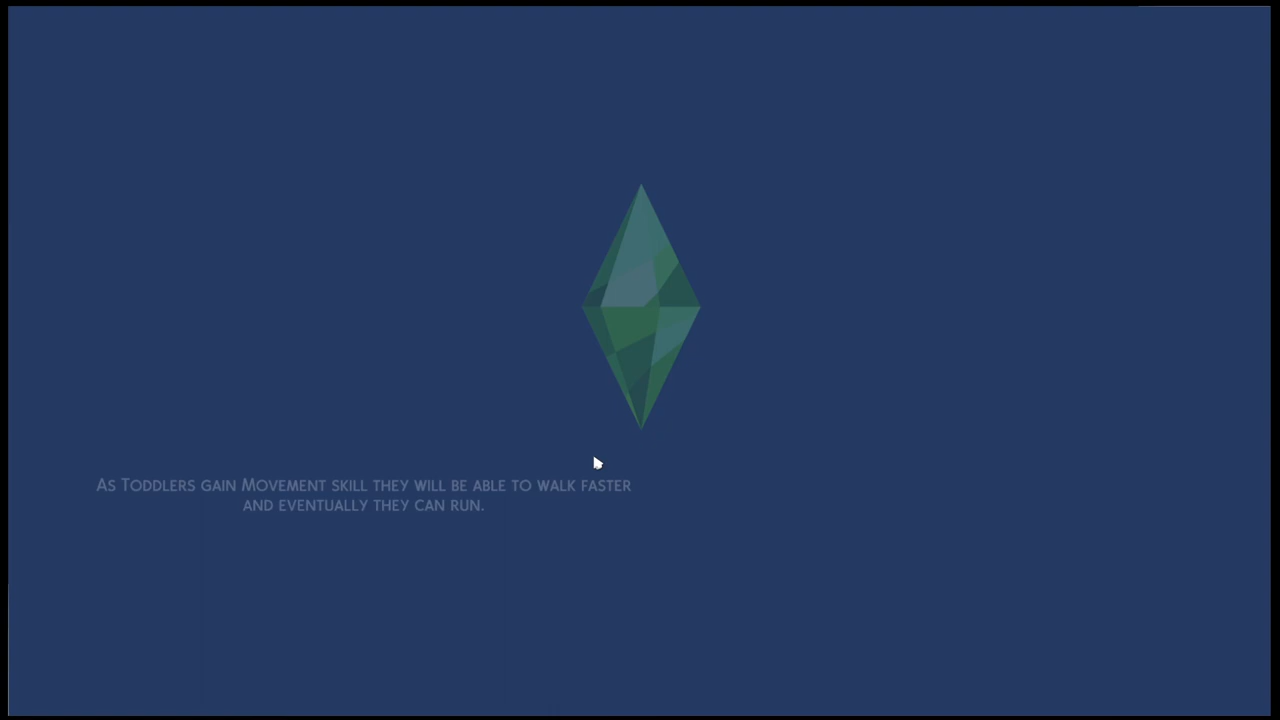 As Toddlers gain Movement skill they will be able to walk faster
and eventually they can run.